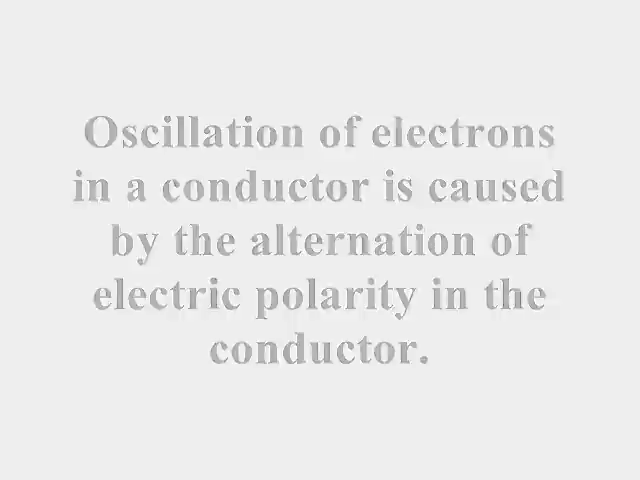 Oscillation of electrons
in a conductor is caused
by the alternation of
electric polarity in the
conductor.